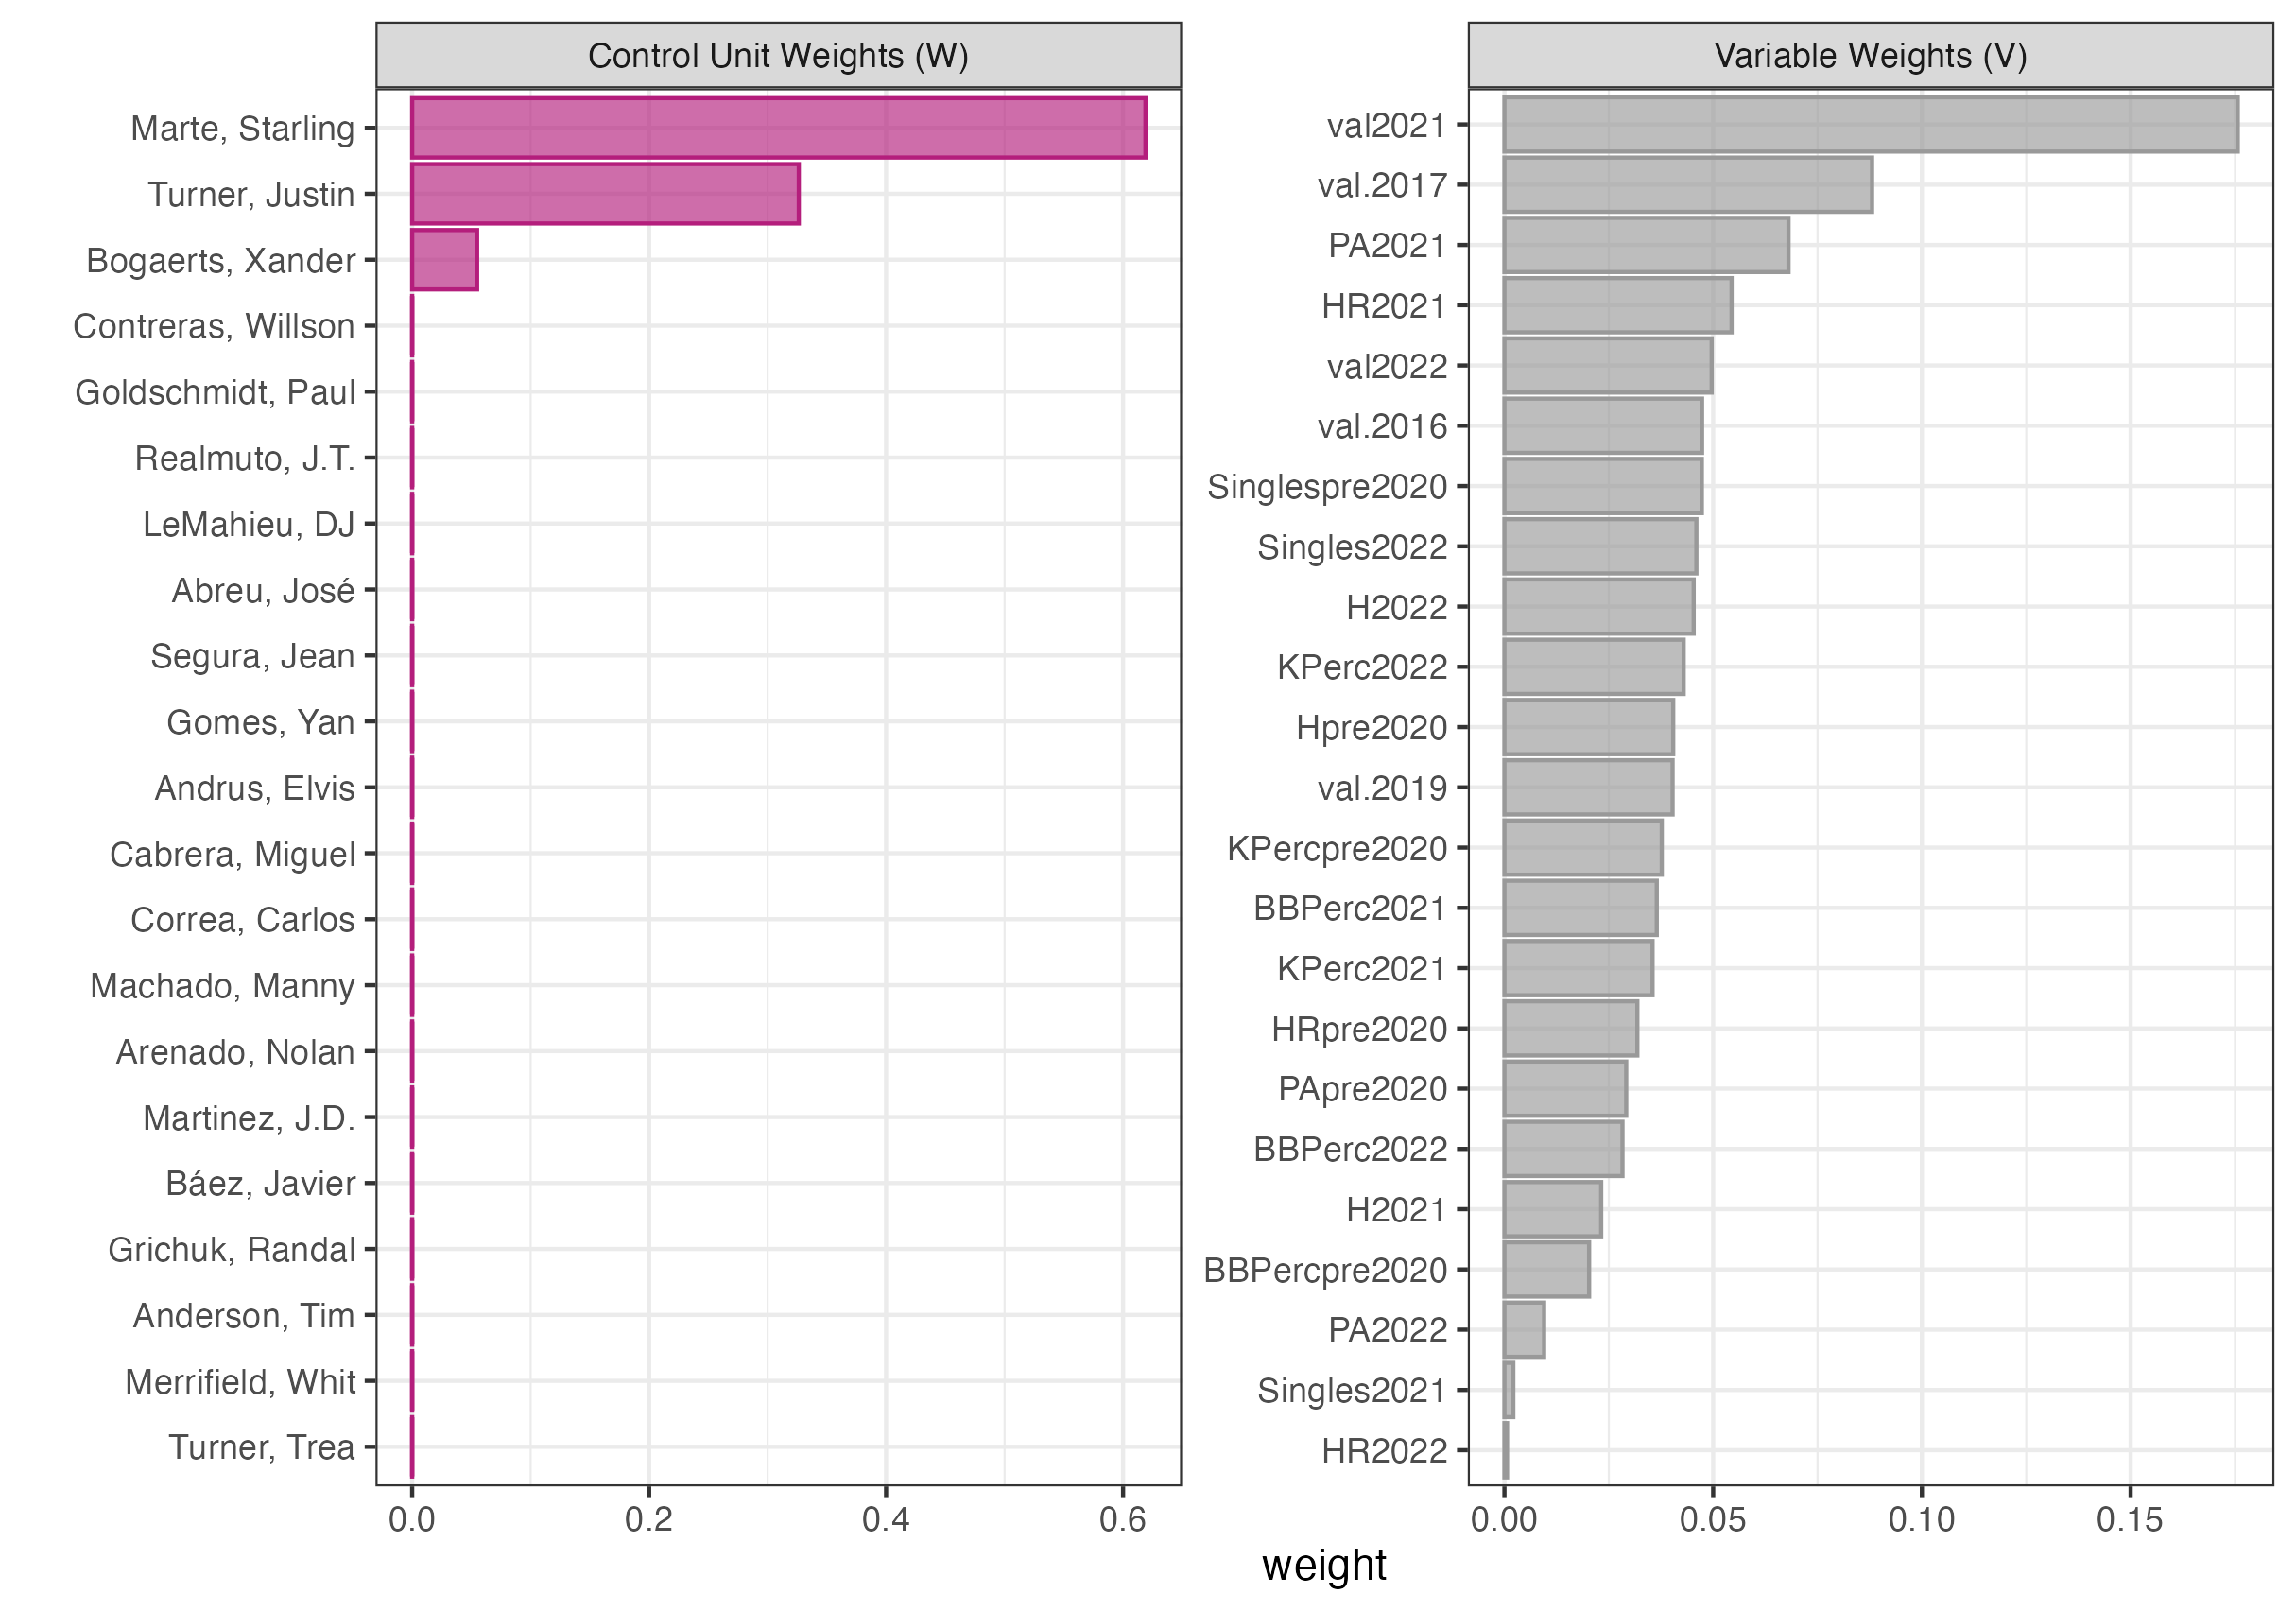 Control Unit Weights (W)
Marte, Starling
Turner, Justin
Bogaerts, Xander
Contreras, Willson
Goldschmidt, Paul
Realmuto, J.T.
LeMahieu, DJ
Abreu, José
Segura, Jean
Gomes, Yan
Andrus, Elvis
Cabrera, Miguel
Correa, Carlos
Machado, Manny
Arenado, Nolan
Martinez, J.D.
Báez, Javier
Grichuk, Randal
Anderson, Tim
Merrifield, Whit
Turner, Trea
0.0 0.2 0.4 0.6
Variable Weights (V)
val2021
val.2017
PA2021
HR2021
val2022
val.2016
Singlespre2020
Singles2022
H2022
KPerc2022
Hpre2020
val.2019
KPercpre2020
BBPerc2021
KPerc2021
HRpre2020
PApre2020
BBPerc2022
H2021
BBPercpre2020
PA2022
Singles2021
HR2022
0.00 0.05 0.10 0.15
weight